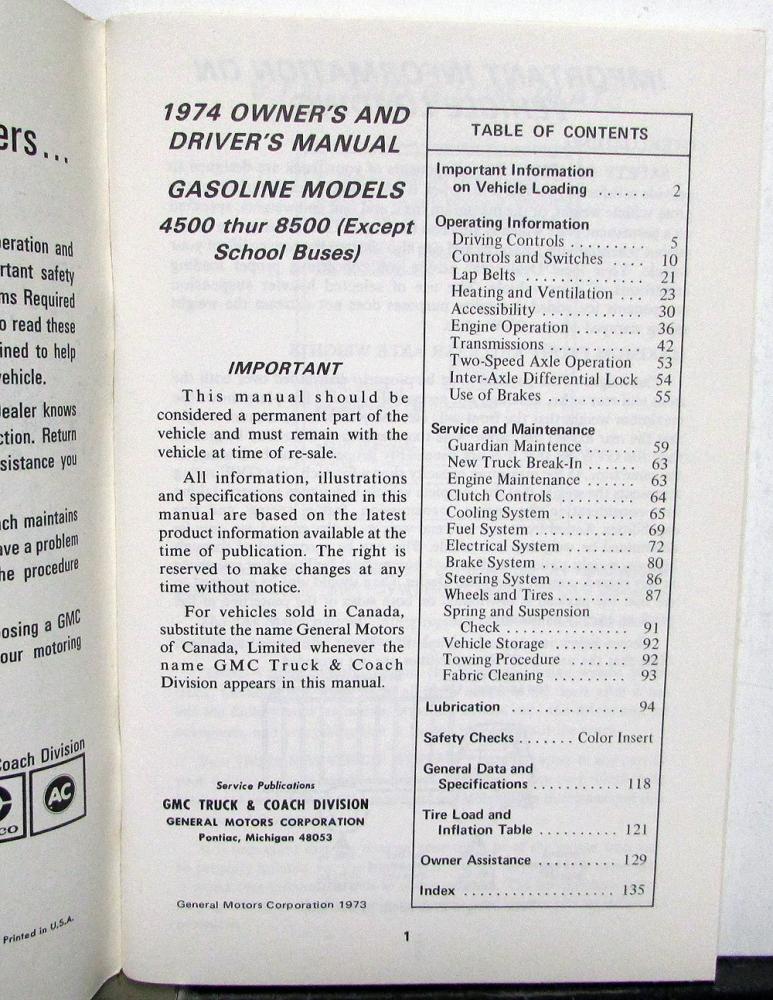 ers...
eration and
rtant safety
ms Required
o read these
ined to help
ehicle.
ealer knows
ction. Return
sistance you
ch maintains
ave a problem
he procedure
osing a GMC
our motoring
Coach Division
CO
AC
Printed in U.S.A.
1974 OWNER'S AND
DRIVER'S MANUAL
GASOLINE MODELS
4500 thur 8500 (Except
School Buses)
IMPORTANT
This manual should be
considered a permanent part of the
vehicle and must remain with the
vehicle at time of re-sale.
All information, illustrations
and specifications contained in this
manual are based on the latest
product information available at the
time of publication. The right is
reserved to make changes at any
time without notice.
For vehicles sold in Canada,
substitute the name General Motors
of Canada, Limited whenever the
name GMC Truck & Coach
Division appears in this manual.
Service Publications
GMC TRUCK & COACH DIVISION
GENERAL MOTORS CORPORATION
Pontiac, Michigan 48053
General Motors Corporation 1973
TABLE OF CONTENTS
Important Information
on Vehicle Loading ...... 2
Operating Information
Driving Controls ......... 5
Controls and Switches .... 10
Lap Belts ............... 21
Heating and Ventilation ... 23
Accessibility ............ 30
Engine Operation ........ 36
Transmissions ........... 42
Two-Speed Axle Operation 53
Inter-Axle Differential Lock 54
Use of Brakes ........... 55
Service and Maintenance
Guardian Maintence ...... 59
New Truck Break-In ...... 63
Engine Maintenance ...... 63
Clutch Controls ......... 64
Cooling System .......... 65
Fuel System ............. 69
Electrical System ........ 72
Brake System ............ 80
Steering System ......... 86
Wheels and Tires ........ 87
Spring and Suspension
Check ................ 91
Vehicle Storage ......... 92
Towing Procedure ....... 92
Fabric Cleaning ......... 93
Lubrication ............. 94
Safety Checks ....... Color Insert
General Data and
Specifications ........... 118
Tire Load and
Inflation Table .......... 121
Owner Assistance .......... 129
Index ................... 135
1